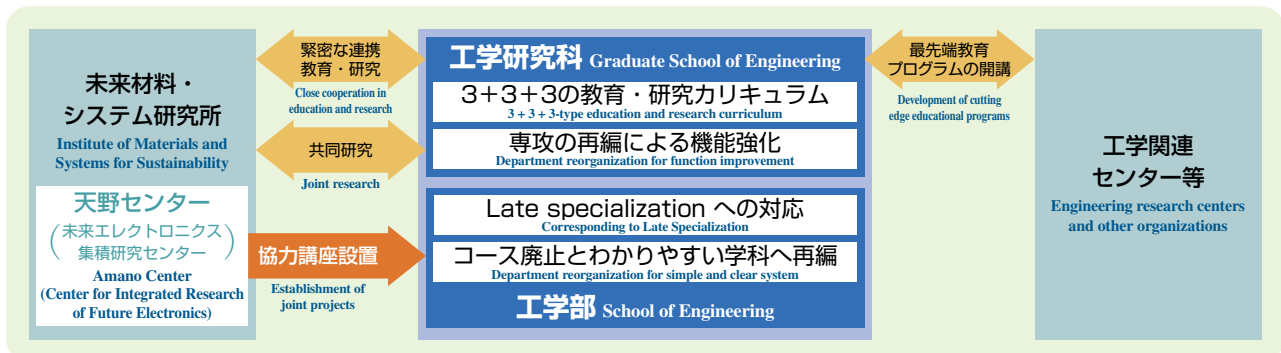 未来材料・
システム研究所
Institute of Materials and
Systems for Sustainability
天野センター
(未来エレクトロニクス
集積研究センター)
Amano Center
(Center for Integrated Research
of Future Electronics)
緊密な連携
教育・研究
Close cooperation in
education and research
共同研究
Joint research
協力講座設置
Establishment of
joint projects
工学研究科 Graduate School of Engineering
3+3+3の教育・研究カリキュラム
3 + 3 + 3-type education and research curriculum
専攻の再編による機能強化
Department reorganization for function improvement
Late specialization への対応
Corresponding to Late Specialization
コース廃止とわかりやすい学科へ再編
Department reorganization for simple and clear system
工学部 School of Engineering
最先端教育
プログラムの開講
Development of cutting
edge educational programs
工学関連
センター等
Engineering research centers
and other organizations